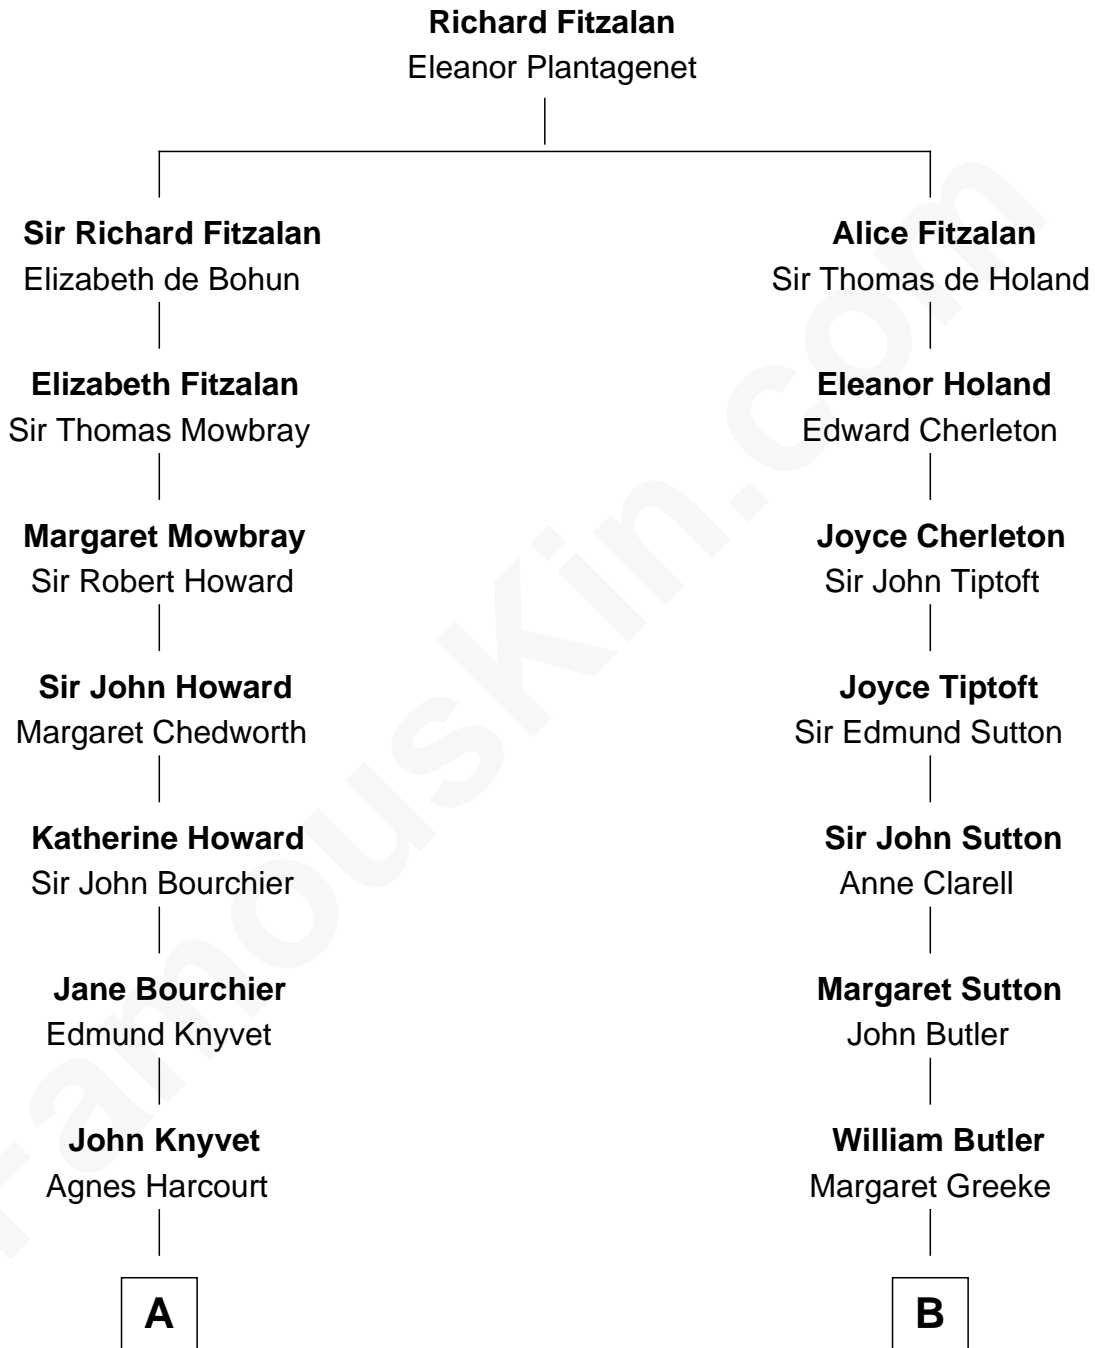 Richard Fitzalan
Eleanor Plantagenet
Sir Richard Fitzalan
Elizabeth de Bohun
Alice Fitzalan
Sir Thomas de Holand
Elizabeth Fitzalan
Sir Thomas Mowbray
Eleanor Holand
Edward Cherleton
Margaret Mowbray
Sir Robert Howard
Joyce Cherleton
Sir John Tiptoft
Sir John Howard
Margaret Chedworth
Joyce Tiptoft
Sir Edmund Sutton
Katherine Howard
Sir John Bourchier
Sir John Sutton
Anne Clarell
Jane Bourchier
Edmund Knyvet
Margaret Sutton
John Butler
John Knyvet
Agnes Harcourt
William Butler
Margaret Greeke
A
B
FamousKin.com